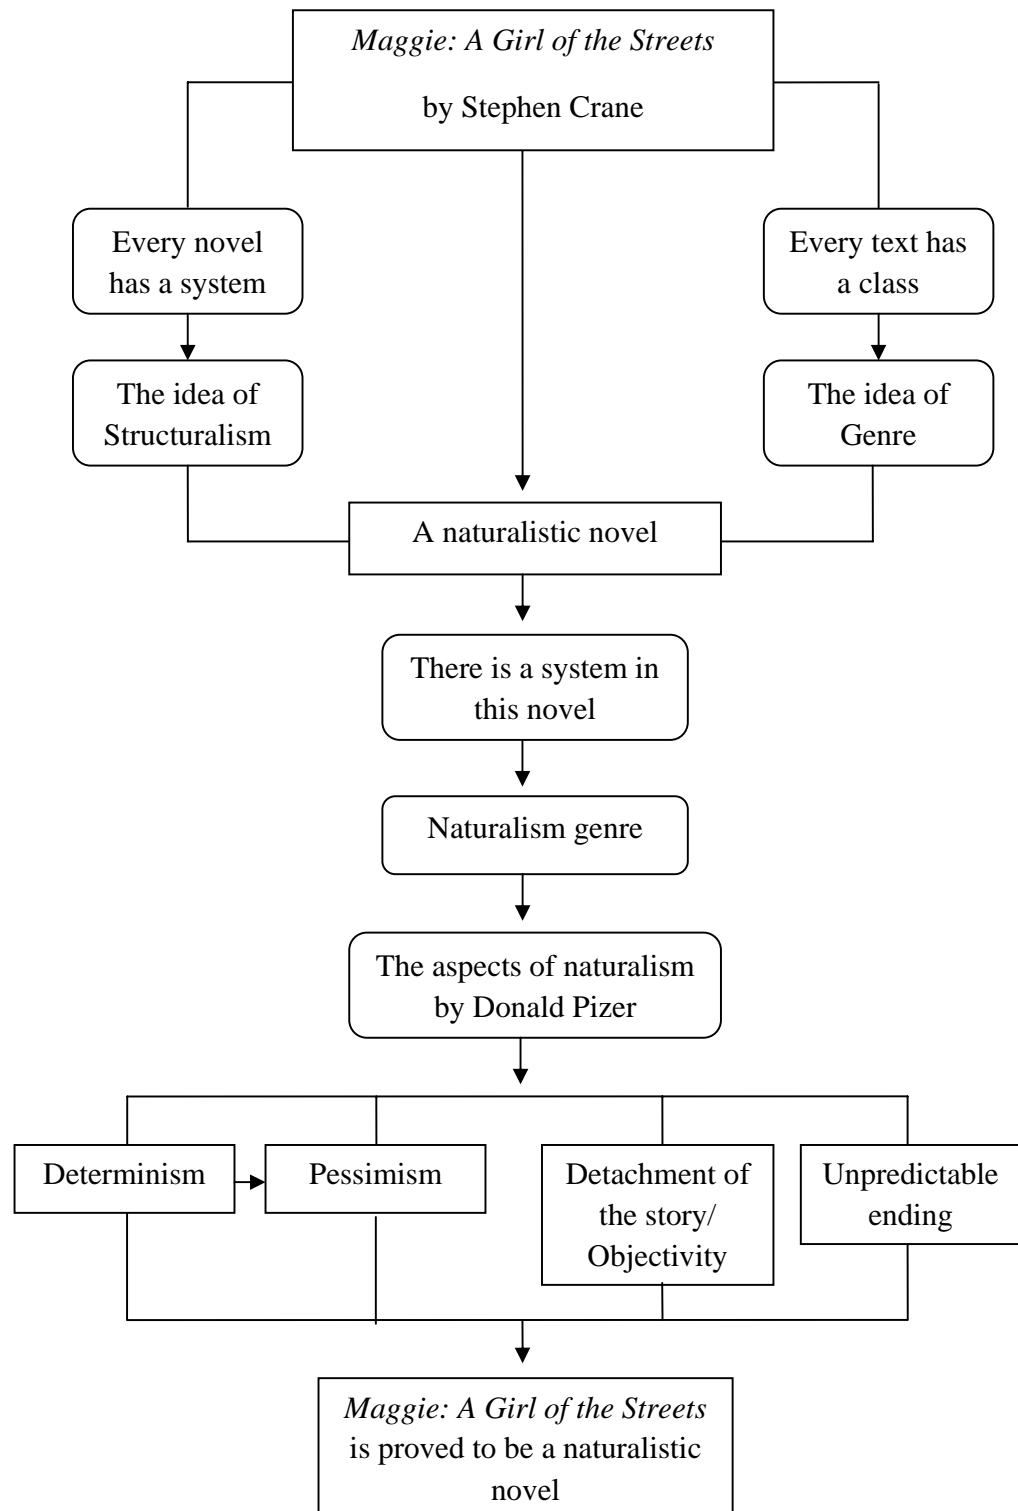 Maggie: A Girl of the Streets
by Stephen Crane
Every novel
has a system
Every text has
a class
The idea of
Structuralism
The idea of
Genre
A naturalistic novel
There is a system in
this novel
Naturalism genre
The aspects of naturalism
by Donald Pizer
Determinism
Pessimism
Detachment of
the story/
Objectivity
Unpredictable
ending
Maggie: A Girl of the Streets
is proved to be a naturalistic
novel